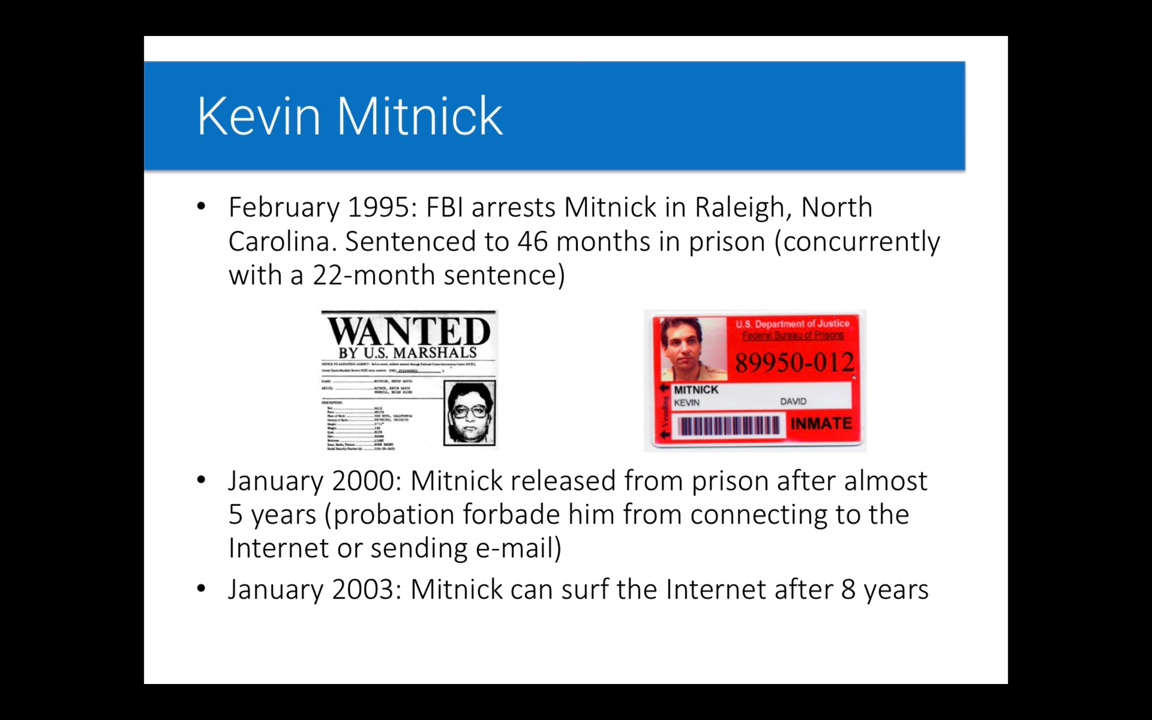 Kevin Mitnick
• February 1995: FBI arrests Mitnick in Raleigh, North
Carolina. Sentenced to 46 months in prison (concurrently
with a 22-month sentence)
WANTED
BY U.S. MARSHALS
U.S. Department of Justice
Federal Bureau of Prisons
89950-012
MITNICK
KEVIN DAVID
Vending
INMATE
• January 2000: Mitnick released from prison after almost
5 years (probation forbade him from connecting to the
Internet or sending e-mail)
• January 2003: Mitnick can surf the Internet after 8 years